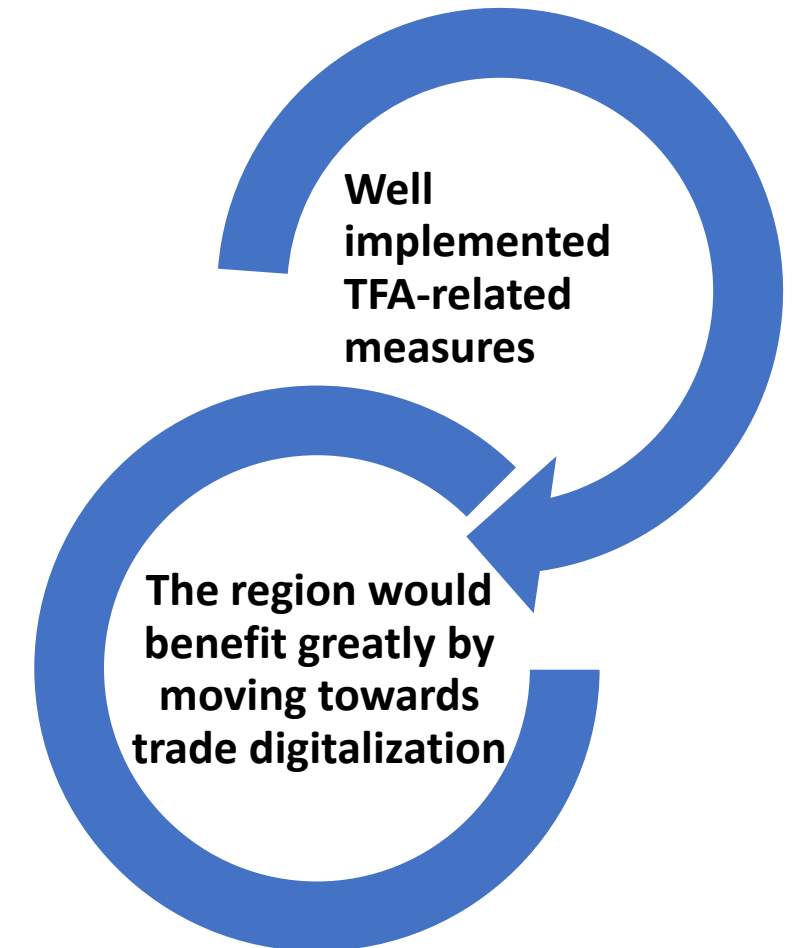 Well
implemented
TFA-related
measures
The region would
benefit greatly by
moving towards
trade digitalization